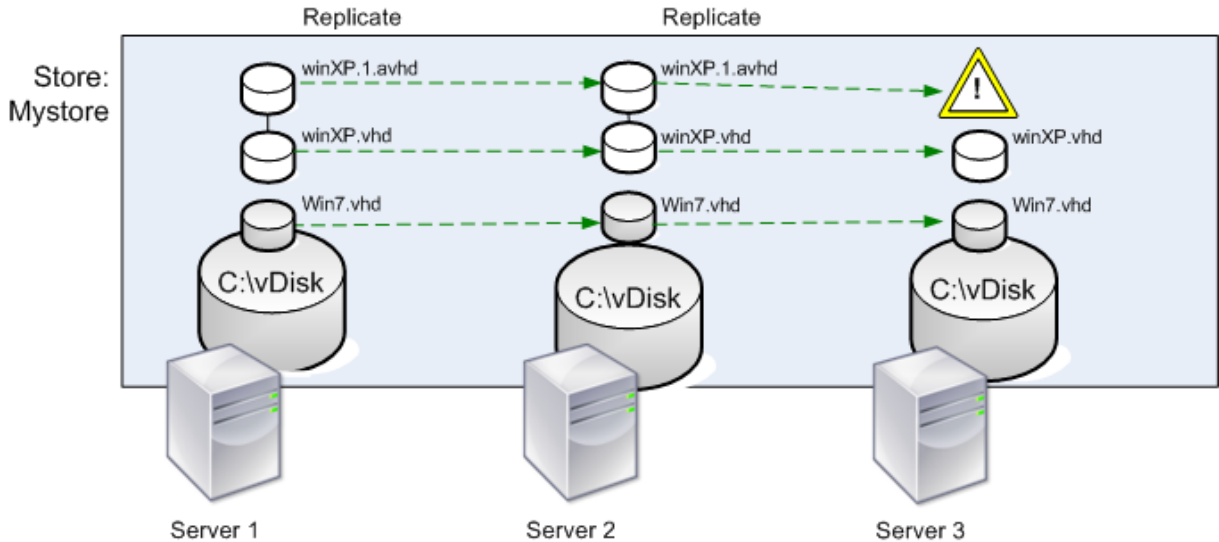 Replicate
Replicate
Store:
Mystore
winXP.1.avhd
winXP.1.avhd
!
winXP.vhd
winXP.vhd
winXP.vhd
Win7.vhd
Win7.vhd
Win7.vhd
C:\vDisk
C:\vDisk
C:\vDisk
Server 1
Server 2
Server 3